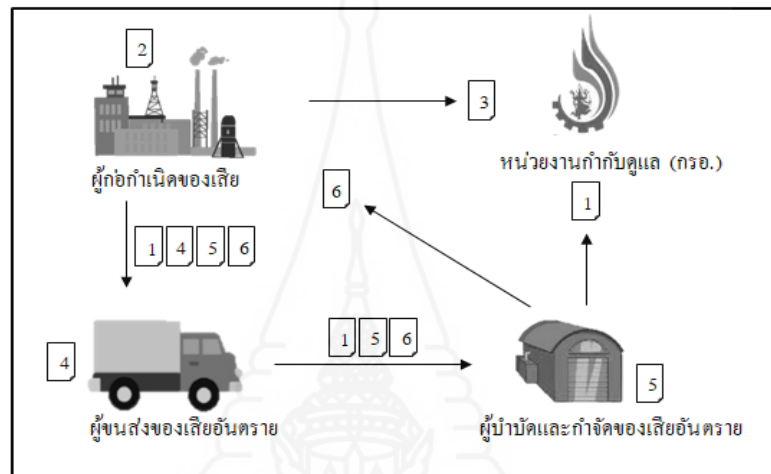 2
3
ผู้ก่อกำเนิดของเสีย
หน่วยงานกำกับดูแล (กรอ.)
6
1
1 4 5 6
4
1 5 6
5
ผู้ขนส่งของเสียอันตราย
ผู้บำบัดและกำจัดของเสียอันตราย